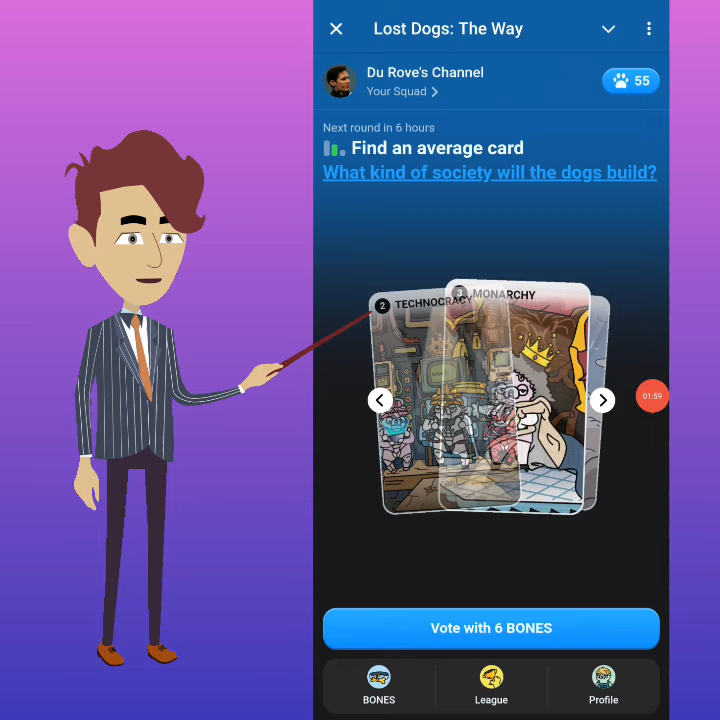 Lost Dogs: The Way
Du Rove's Channel
55
Your Squad
Next round in 6 hours
Find an average card
What kind of society will the dogs build?
2 TECHNOCRACY
3 MONARCHY
01:59
Vote with 6 BONES
BONES
League
Profile